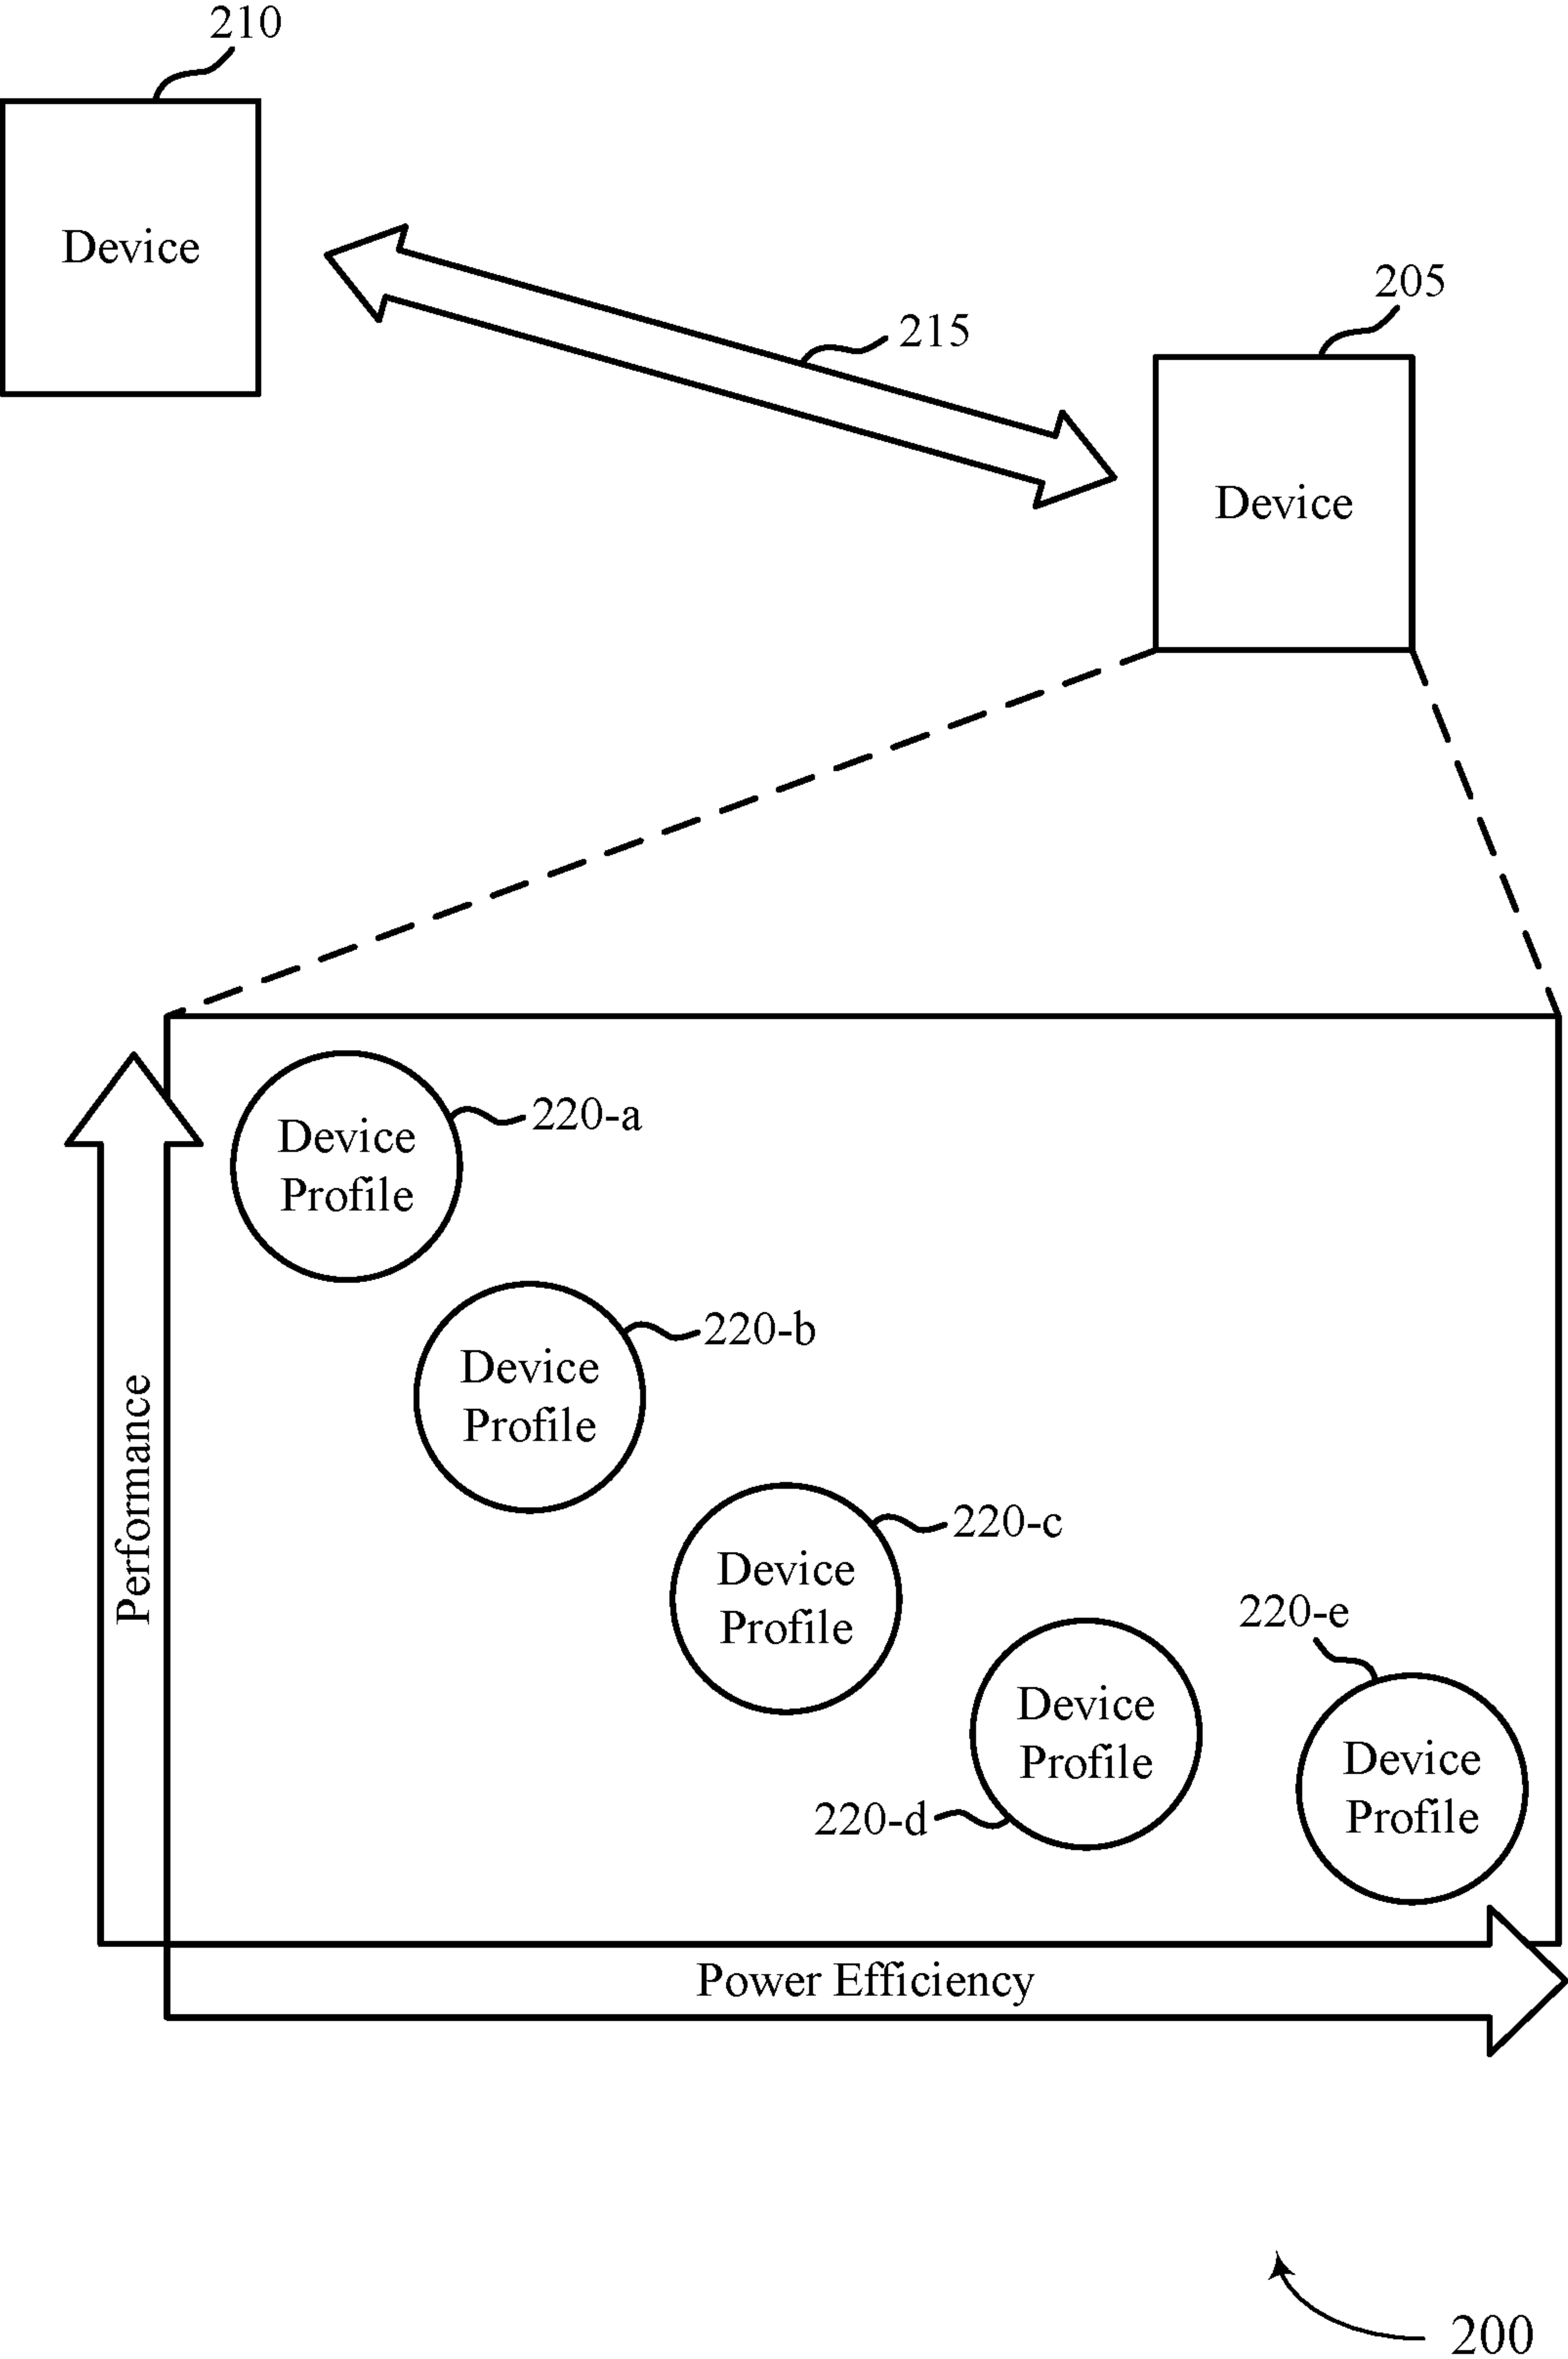 210
Device
205
215
Device
Device
Profile
220-a
Device
Profile
220-b
Device
Profile
220-c
Device
Profile
220-d
220-e
Device
Profile
Performance
Power Efficiency
200